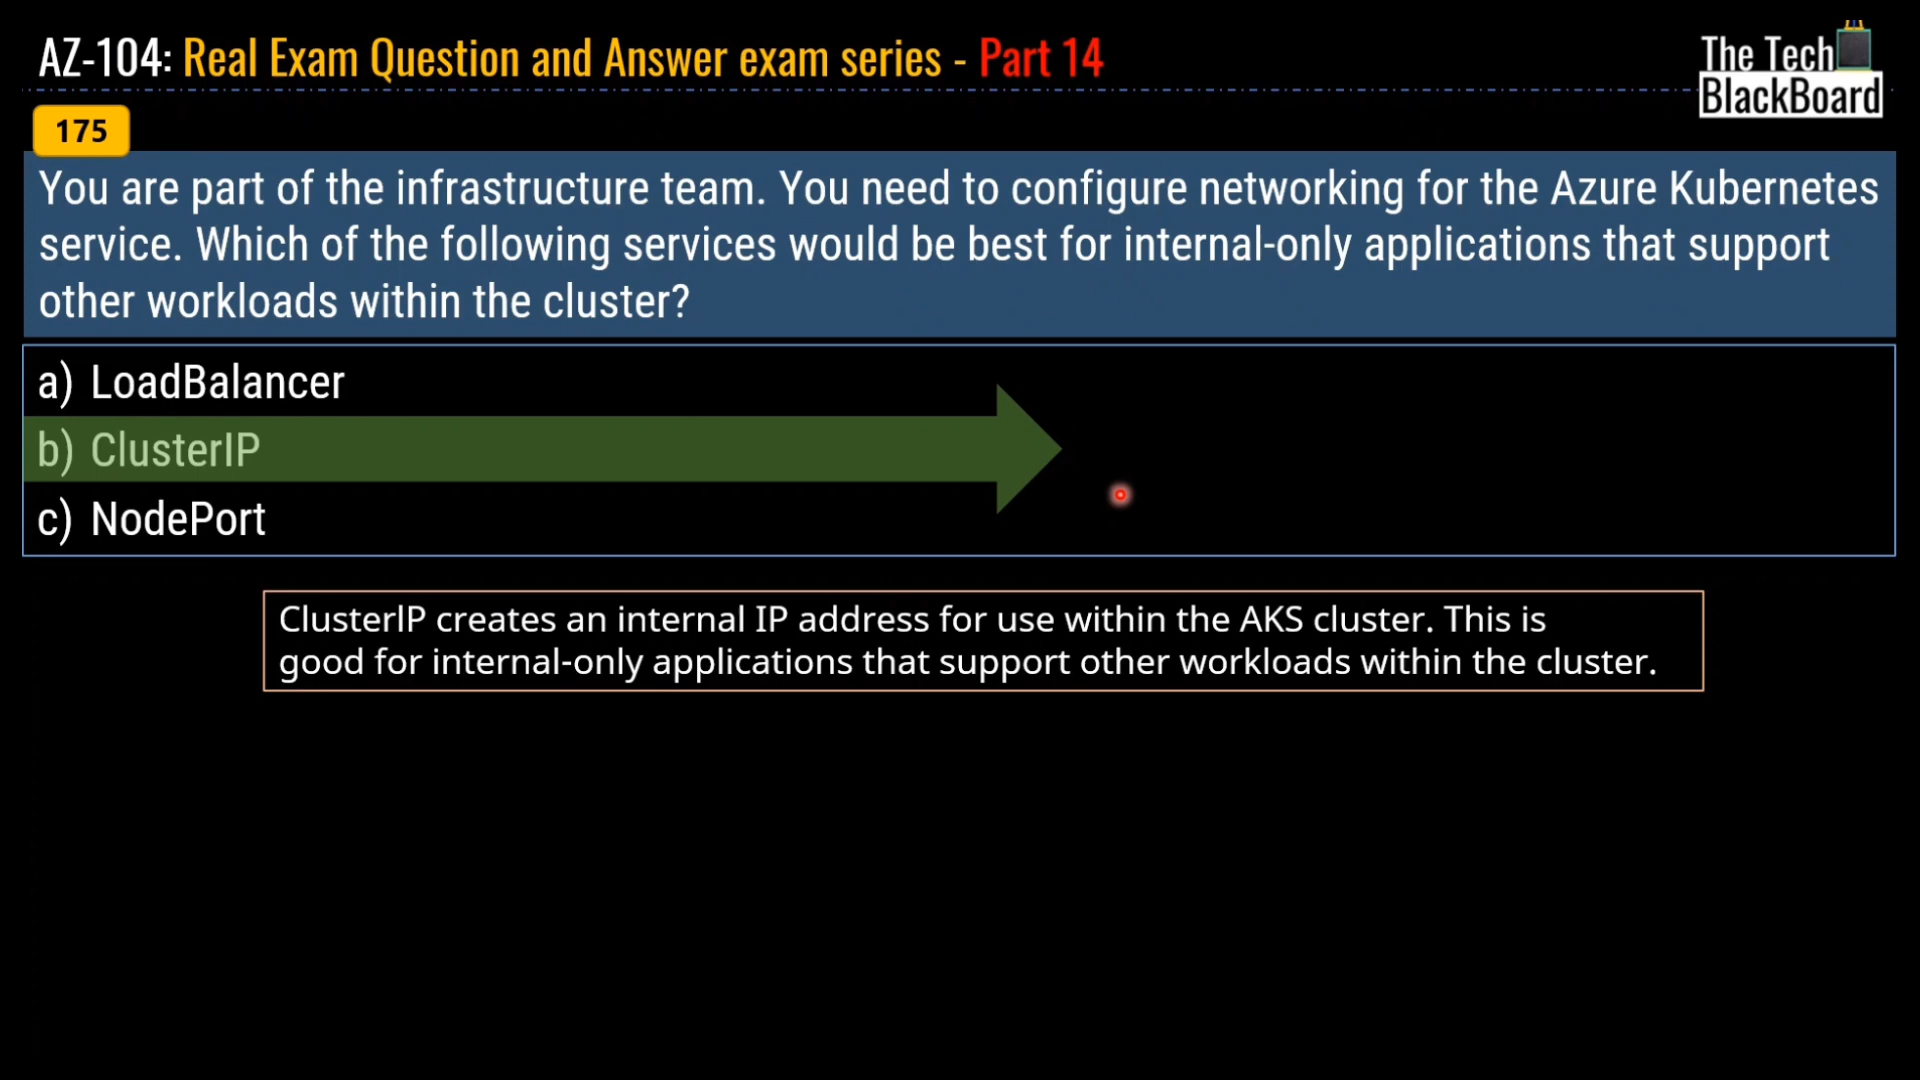 AZ-104: Real Exam Question and Answer exam series - Part 14
The Tech
BlackBoard
175
You are part of the infrastructure team. You need to configure networking for the Azure Kubernetes
service. Which of the following services would be best for internal-only applications that support
other workloads within the cluster?
a) LoadBalancer
b) ClusterIP
c) NodePort
ClusterIP creates an internal IP address for use within the AKS cluster. This is
good for internal-only applications that support other workloads within the cluster.